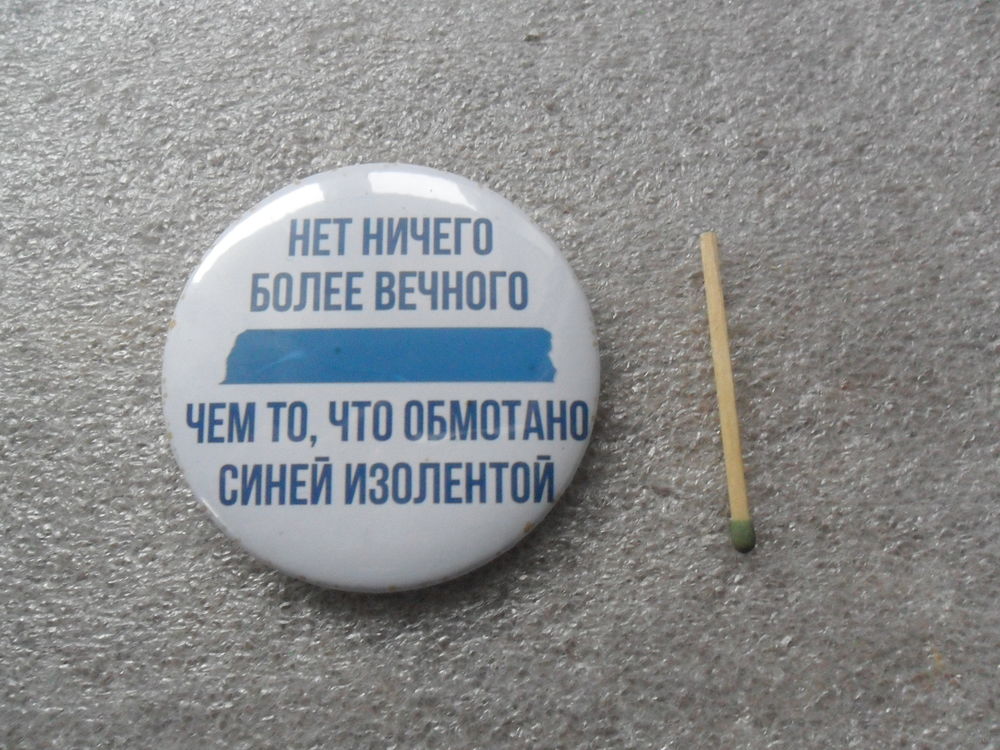 НЕТ НИЧЕГО
БОЛЕЕ ВЕЧНОГО
ЧЕМ ТО, ЧТО ОБМОТАНО
СИНЕЙ ИЗОЛЕНТОЙ